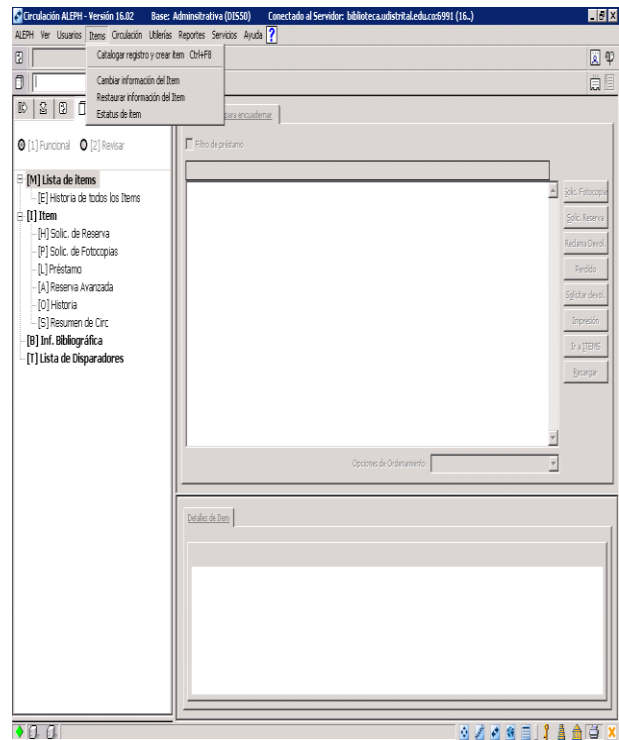 Circulación ALEPH - Versión 16.02 Base: Adminsitrativa (DIS50) Conectado al Servidor: biblioteca.udistrital.edu.co:6991 (16..)
ALEPH Ver Usuarios Items Circulación Utilerías Reportes Servicios Ayuda ?
Catalogar registro y crear item Ctrl+F8
Cambiar información del Item
Restaurar información del Item
Estatus de item
para encuadernar
[1] Funcional [2] Revisar
Filtro de préstamo
[M] Lista de items
[E] Historia de todos los Items
[I] Item
[H] Solic. de Reserva
[P] Solic. de Fotocopias
[L] Préstamo
[A] Reserva Avanzada
[O] Historia
[S] Resumen de Circ
[B] Inf. Bibliográfica
[T] Lista de Disparadores
Solic. Fotocopia
Solic. Reserva
Reclama Devol.
Perdido
Solicitar devol.
Impresión
Ir a ITEMS
Recargar
Opciones de Ordenamiento
Detalles de Item